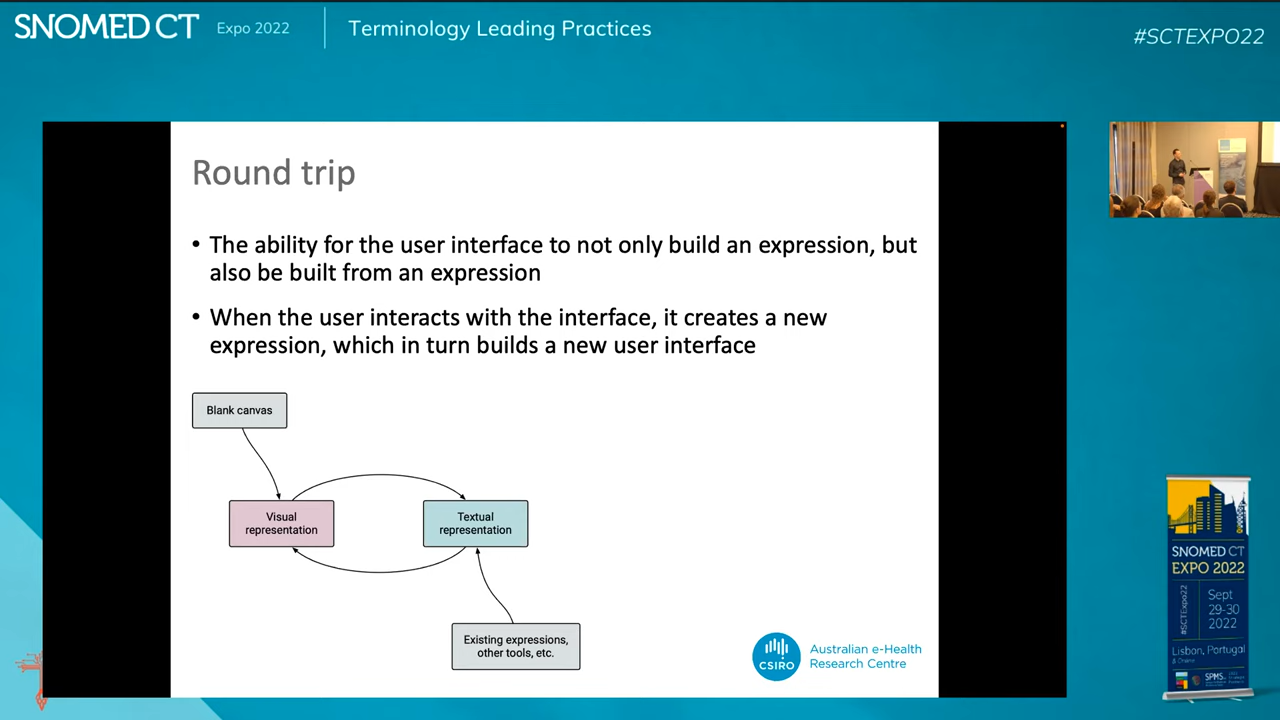 SNOMED CT Expo 2022 Terminology Leading Practices
#SCTEXPO22
Round trip
• The ability for the user interface to not only build an expression, but
also be built from an expression
• When the user interacts with the interface, it creates a new
expression, which in turn builds a new user interface
Blank canvas
Visual
representation
Textual
representation
Existing expressions,
other tools, etc.
CSIRO
Australian e-Health
Research Centre
SNOMED CT
EXPO 2022
#SCTExpo22
Sept
29-30
2022
Lisbon, Portugal
& Online
SPMS